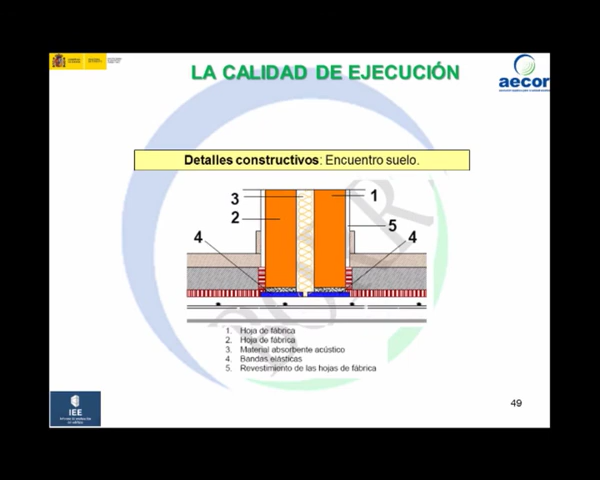 LA CALIDAD DE EJECUCIÓN
aecor
Detalles constructivos: Encuentro suelo.
3
1
2
5
4
4
1. Hoja de fábrica
2. Hoja de fábrica
3. Material absorbente acústico
4. Bandas elásticas
5. Revestimiento de las hojas de fábrica
IEE
49